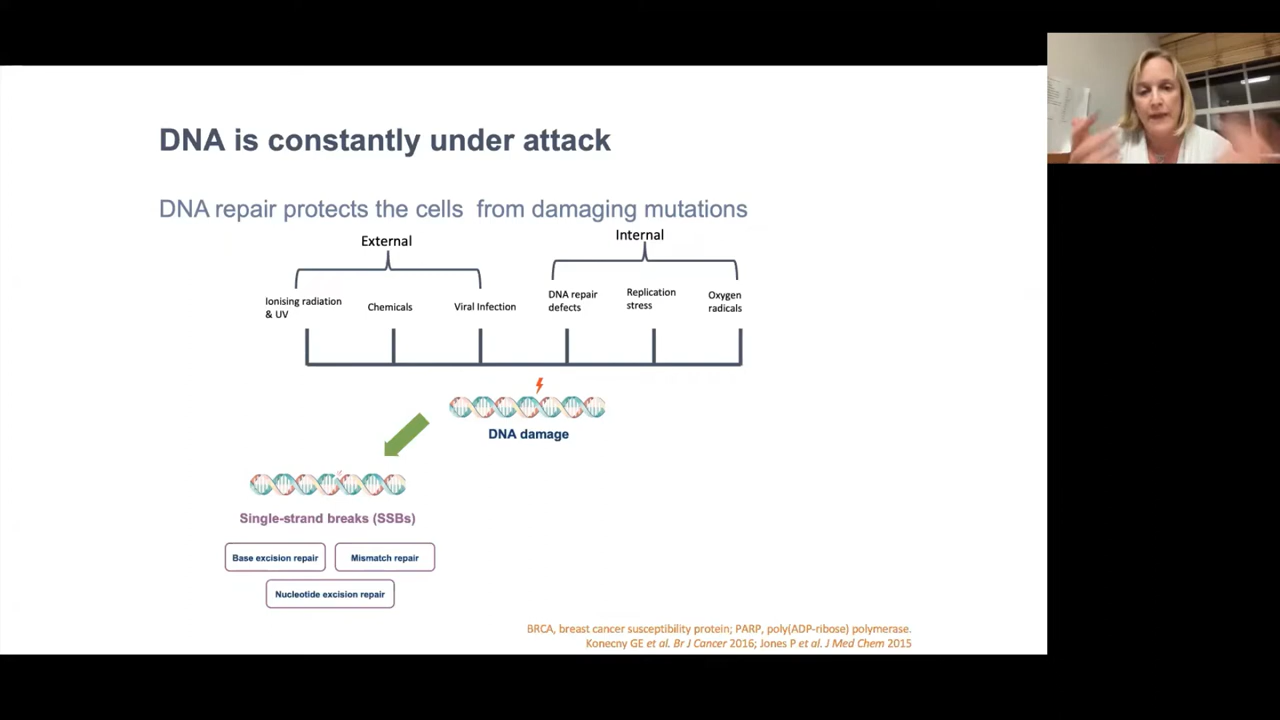 DNA is constantly under attack
DNA repair protects the cells from damaging mutations
External
Internal
Ionising radiation
& UV
Chemicals
Viral Infection
DNA repair
defects
Replication
stress
Oxygen
radicals
DNA damage
Single-strand breaks (SSBs)
Base excision repair
Mismatch repair
Nucleotide excision repair
BRCA, breast cancer susceptibility protein; PARP, poly(ADP-ribose) polymerase.
Konecny GE et al. Br J Cancer 2016; Jones P et al. J Med Chem 2015